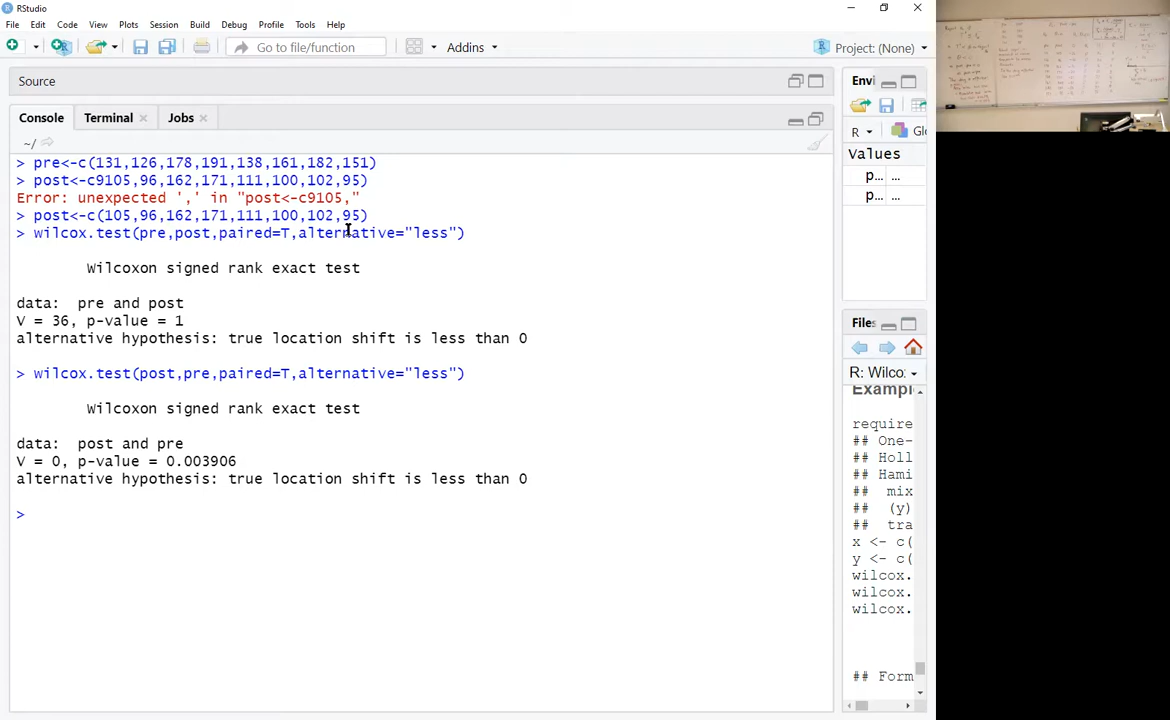 RStudio
File Edit Code View Plots Session Build Debug Profile Tools Help
Go to file/function
Addins
Project: (None)
Source
Console Terminal Jobs
~/
> pre<-c(131,126,178,191,138,161,182,151)
> post<-c9105,96,162,171,111,100,102,95)
Error: unexpected ',' in "post<-c9105,"
> post<-c(105,96,162,171,111,100,102,95)
> wilcox.test(pre,post,paired=T,alternative="less")
Wilcoxon signed rank exact test
data: pre and post
V = 36, p-value = 1
alternative hypothesis: true location shift is less than 0
> wilcox.test(post,pre,paired=T,alternative="less")
Wilcoxon signed rank exact test
data: post and pre
V = 0, p-value = 0.003906
alternative hypothesis: true location shift is less than 0
>
Envi
R Glo
Values
p... ...
p... ...
Files
R: Wilco:
Exampl
require
## One-
## Holl
## Hami
## mix
## (y)
## tra
x <- c(
y <- c(
wilcox.
wilcox.
wilcox.
## Form